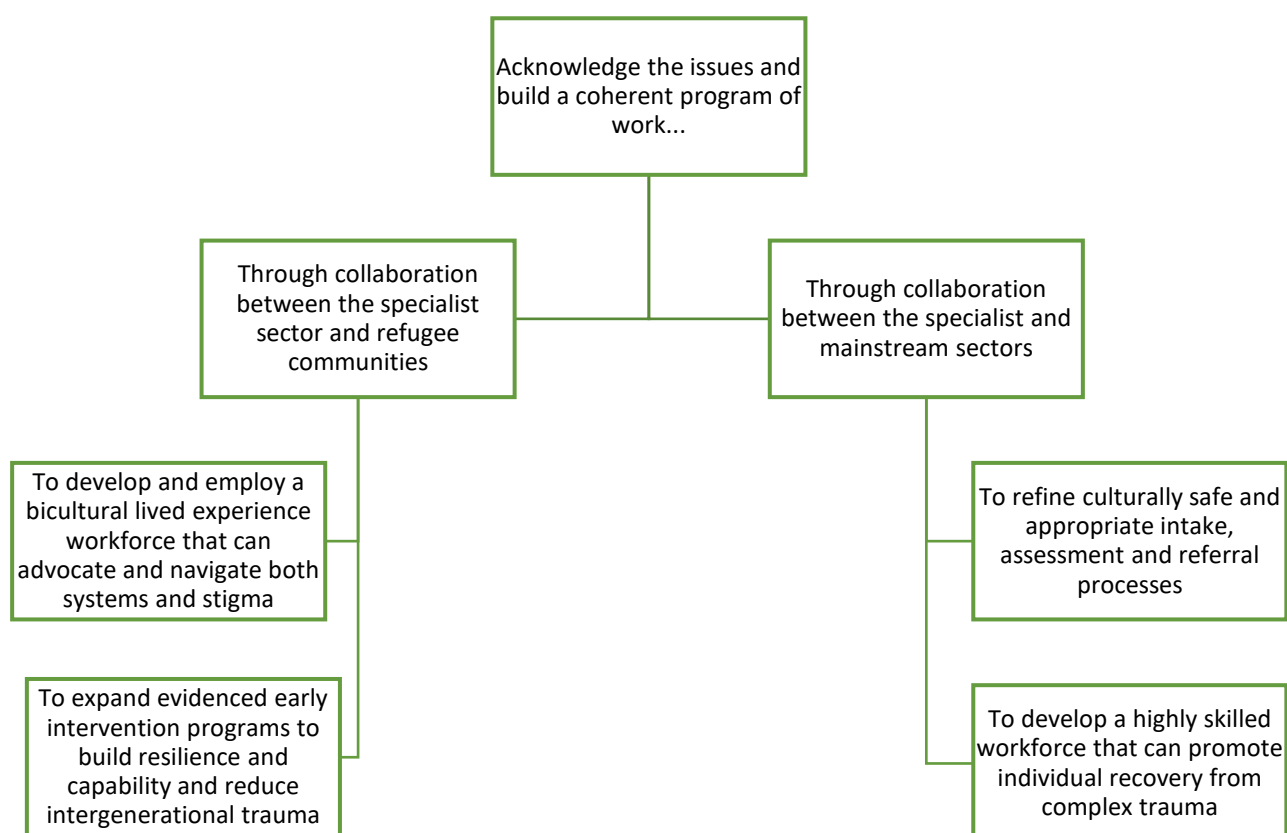 Acknowledge the issues and
build a coherent program of
work...
Through collaboration
between the specialist
sector and refugee
communities
Through collaboration
between the specialist and
mainstream sectors
To develop and employ a
bicultural lived experience
workforce that can
advocate and navigate both
systems and stigma
To refine culturally safe and
appropriate intake,
assessment and referral
processes
To expand evidenced early
intervention programs to
build resilience and
capability and reduce
intergenerational trauma
To develop a highly skilled
workforce that can promote
individual recovery from
complex trauma